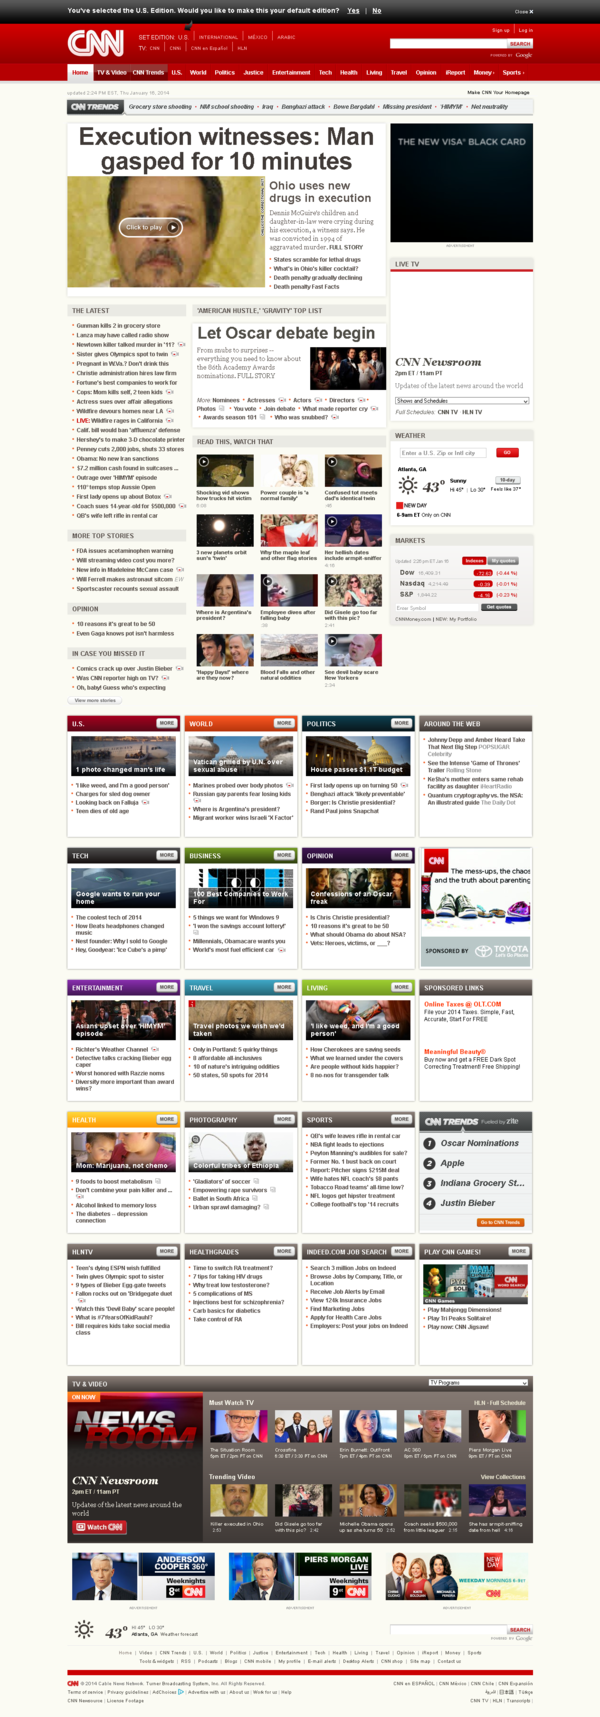 You've selected the U.S. Edition. Would you like to make this your default edition? Yes | No
Close
CNN
SET EDITION: U.S. INTERNATIONAL MÉXICO ARABIC
TV: CNN CNNi CNN en Español HLN
Sign up Log in
SEARCH
POWERED BY Google
Home TV & Video CNN Trends U.S. World Politics Justice Entertainment Tech Health Living Travel Opinion iReport Money Sports
updated 2:24 PM EST, Thu January 16, 2014
Make CNN Your Homepage
CNN TRENDS Grocery store shooting • NM school shooting • Iraq • Benghazi attack • Bowe Bergdahl • Missing president • 'HIMYM' • Net neutrality
Execution witnesses: Man gasped for 10 minutes
Click to play
Ohio uses new drugs in execution
Dennis McGuire's children and daughter-in-law were crying during his execution, a witness says. He was convicted in 1994 of aggravated murder. FULL STORY
States scramble for lethal drugs
What's in Ohio's killer cocktail?
Death penalty gradually declining
Death penalty Fast Facts
THE NEW VISA BLACK CARD
ADVERTISEMENT
LIVE TV
CNN Newsroom
2pm ET / 11am PT
Updates of the latest news around the world
Shows and Schedules
Full Schedules: CNN TV HLN TV
WEATHER
Enter a U.S. Zip or Intl city
GO
Atlanta, GA
43° Sunny
Hi 45° Lo 30°
10-day
Feels like 37°
NEW DAY
6-9am ET Only on CNN
MARKETS
Indexes My quotes
Dow -72.63 (-0.44 %)
Nasdaq -0.39 (-0.01 %)
S&P -4.16 (-0.23 %)
Enter Symbol Get quotes
CNNMoney.com | NEW: My Portfolio
THE LATEST
Gunman kills 2 in grocery store
Lanza may have called radio show
Newtown killer talked murder in '11?
Sister gives Olympics spot to twin
Pregnant in W.Va.? Don't drink this
Christie administration hires law firm
Fortune's best companies to work for
Cops: Mom kills self, 2 teen kids
Actress sues over affair allegations
Wildfire devours homes near LA
LIVE: Wildfire rages in California
Calif. bill would ban 'affluenza' defense
Hershey's to make 3-D chocolate printer
Penney cuts 2,000 jobs, shuts 33 stores
Obama: No new Iran sanctions
$7.2 million cash found in suitcases ...
Outrage over 'HIMYM' episode
110° temps stop Aussie Open
First lady opens up about Botox
Coach sues 14-year-old for $500,000
QB's wife left rifle in rental car
MORE TOP STORIES
FDA issues acetaminophen warning
Will streaming video cost you more?
New info in Madeleine McCann case
Will Ferrell makes astronaut sitcom EW
Sportscaster recounts sexual assault
OPINION
10 reasons it's great to be 50
Even Gaga knows pot isn't harmless
IN CASE YOU MISSED IT
Comics crack up over Justin Bieber
Was CNN reporter high on TV?
Oh, baby! Guess who's expecting
View more stories
'AMERICAN HUSTLE,' 'GRAVITY' TOP LIST
Let Oscar debate begin
From snubs to surprises -- everything you need to know about the 86th Academy Awards nominations. FULL STORY
More: Nominees • Actresses • Actors • Directors •
Photos • You vote • Join debate • What made reporter cry
• Awards season 101 • Who was snubbed?
READ THIS, WATCH THAT
Shocking vid shows how trucks hit victim
Power couple is 'a normal family'
Confused tot meets dad's identical twin
3 new planets orbit sun's 'twin'
Why the maple leaf and other flag stories
Her hellish dates include armpit-sniffer
4:16
Where is Argentina's president?
Employee dives after falling baby
Did Giselle go too far with this pic?
2:41
'Happy Days!' where are they now?
Blood Falls and other natural oddities
See devil baby scare New Yorkers
2:24
U.S. MORE
1 photo changed man's life
'I like weed, and I'm a good person'
Charges for sled dog owner
Looking back on Falluja
Teen dies of old age
WORLD MORE
Vatican grilled by U.N. over sexual abuse
Marines probed over body photos
Russian gay parents fear losing kids
Where is Argentina's president?
Migrant worker wins Israeli 'X Factor'
POLITICS MORE
House passes $1.1T budget
First lady opens up on turning 50
Benghazi attack 'likely preventable'
Borger: Is Christie presidential?
Rand Paul joins Snapchat
AROUND THE WEB
Johnny Depp and Amber Heard Take That Next Big Step POPSUGAR Celebrity
See the Intense 'Game of Thrones' Trailer Rolling Stone
Ke$ha's mother enters same rehab facility as daughter iHeartRadio
Quantum cryptography vs. the NSA: An illustrated guide The Daily Dot
TECH MORE
Google wants to run your home
The coolest tech of 2014
How Beats headphones changed music
Nest founder: Why I sold to Google
Hey, Goodyear: 'Ice Cube's a pimp'
BUSINESS MORE
100 Best Companies to Work For
5 things we want for Windows 9
'I won the savings account lottery!'
Millennials, Obamacare wants you
World's most fuel efficient car
OPINION MORE
Confessions of an Oscar freak
Is Chris Christie presidential?
10 reasons it's great to be 50
What should Obama do about NSA?
Vets: Heroes, victims, or ___?
CNN
The mess-ups, the chaos and the truth about parenting
SPONSORED BY TOYOTA
Let's Go Places
ENTERTAINMENT MORE
Asians upset over 'HIMYM' episode
Richter's Weather Channel
Detective talks cracking Bieber egg caper
Worst honored with Razzie noms
Diversity more important than award wins?
TRAVEL MORE
Travel photos we wish we'd taken
Only in Portland: 5 quirky things
8 affordable all-inclusives
10 of nature's intriguing oddities
50 states, 50 spots for 2014
LIVING MORE
'I like weed, and I'm a good person'
How Cherokees are saving seeds
What we learned under the covers
Are people without kids happier?
8 no nos for transgender talk
SPONSORED LINKS
Online Taxes @ OLT.COM
File your 2014 Taxes. Simple, Fast, Accurate, Start For FREE
Meaningful Beauty®
Buy now and get a FREE Dark Spot Correcting Treatment! Free Shipping!
HEALTH MORE
Mom: Marijuana, not chemo
9 foods to boost metabolism
Don't combine your pain killer and ...
Alcohol linked to memory loss
The diabetes -- depression connection
PHOTOGRAPHY MORE
Colorful tribes of Ethiopia
'Gladiators' of soccer
Empowering rape survivors
Ballet in South Africa
Urban sprawl damaging?
SPORTS MORE
QB's wife leaves rifle in rental car
NBA fight leads to ejections
Peyton Manning's audibles for sale?
Former No. 1 bust back on court
Report: Pitcher signs $215M deal
Wife hates NFL coach's $8 pants
Tobacco Road teams' all-time low?
NFL logos get hipster treatment
College football's top '14 recruits
CNN TRENDS Fueled by zite
1 Oscar Nominations
2 Apple
3 Indiana Grocery St...
4 Justin Bieber
Go to CNN Trends
HLNTV MORE
Teen's dying ESPN wish fulfilled
Twin gives Olympic spot to sister
9 types of Bieber Egg gate tweets
Fallon rocks out on 'Bridgegate duet
Watch this 'Devil Baby' scare people!
What is #7YearsOfKidRauhl?
Bill requires kids take social media class
HEALTHGRADES MORE
Time to switch RA treatment?
7 tips for taking HIV drugs
Why treat low testosterone?
5 complications of MS
Injections best for schizophrenia?
Carb basics for diabetes
Take control of RA
INDEED.COM JOB SEARCH MORE
Search 3 million Jobs on Indeed
Browse Jobs by Company, Title, or Location
Receive Job Alerts by Email
View 124k Insurance Jobs
Find Marketing Jobs
Apply for Health Care Jobs
Employers: Post your jobs on Indeed
PLAY CNN GAMES! MORE
CNN Games
Play Mahjongg Dimensions!
Play Tri Peaks Solitaire!
Play now: CNN Jigsaw!
TV & VIDEO
TV Programs
ON NOW
NEWS ROOM
CNN Newsroom
2pm ET / 11am PT
Updates of the latest news around the world
Watch CNN
Must Watch TV
HLN - Full Schedule
The Situation Room
5pm ET / 2pm PT on CNN
Crossfire
6:30 ET / 3:30 PT on CNN
Erin Burnett: OutFront
7pm ET / 4pm PT on CNN
AC 360
8pm ET / 5pm PT on CNN
Piers Morgan Live
9pm ET / 6pm PT on CNN
Trending Video
View Collections
Killer executed in Ohio 2:53
Did Giselle go too far with this pic? 2:42
Michelle Obama opens up as she turns 50 2:52
Coach seeks $500,000 from little leaguer 2:15
She has armpit-sniffing date from hell 4:16
ANDERSON COOPER 360°
Weeknights
8ET CNN
PIERS MORGAN LIVE
Weeknights
9ET CNN
NEW DAY
WEEKDAY MORNINGS 6-9ET
CHRIS CUOMO KATE BOLDUAN MICHAELA PEREIRA
CNN
ADVERTISEMENT
ADVERTISEMENT
ADVERTISEMENT
43° HI 45° LO 30°
Atlanta, GA Weather forecast
SEARCH
POWERED BY Google
Home | Video | CNN Trends | U.S. | World | Politics | Justice | Entertainment | Tech | Health | Living | Travel | Opinion | iReport | Money | Sports
Tools & widgets | RSS | Podcasts | Blogs | CNN mobile | My profile | E-mail alerts | Desktop Alerts | CNN shop | Site map | Contact us
CNN © 2014 Cable News Network. Turner Broadcasting System, Inc. All Rights Reserved.
Terms of service | Privacy guidelines | AdChoices | Advertise with us | About us | Work for us | Help
CNN Newsource | License Footage
CNN en ESPAÑOL | CNN México | CNN Chile | CNN Expansión
العربية | 日本語 | Türkçe
CNN TV | HLN | Transcripts